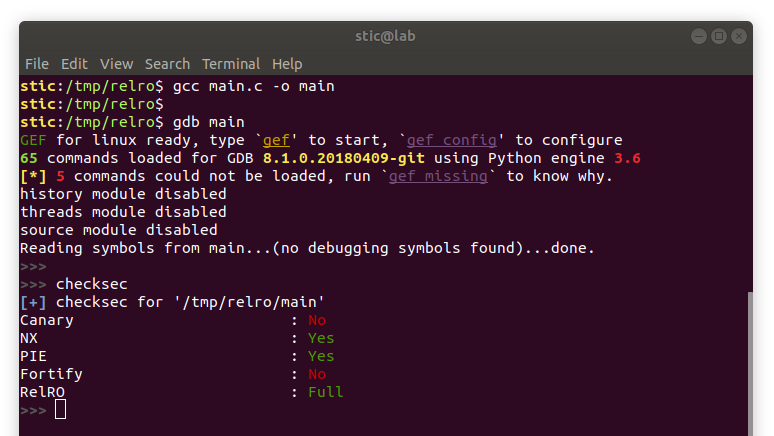 stic@lab
File Edit View Search Terminal Help
stic:/tmp/relro$ gcc main.c -o main
stic:/tmp/relro$
stic:/tmp/relro$ gdb main
GEF for linux ready, type `gef' to start, `gef config' to configure
65 commands loaded for GDB 8.1.0.20180409-git using Python engine 3.6
[*] 5 commands could not be loaded, run `gef missing` to know why.
history module disabled
threads module disabled
source module disabled
Reading symbols from main...(no debugging symbols found)...done.
>>>
>>> checksec
[+] checksec for '/tmp/relro/main'
Canary : No
NX : Yes
PIE : Yes
Fortify : No
RelRO : Full
>>>